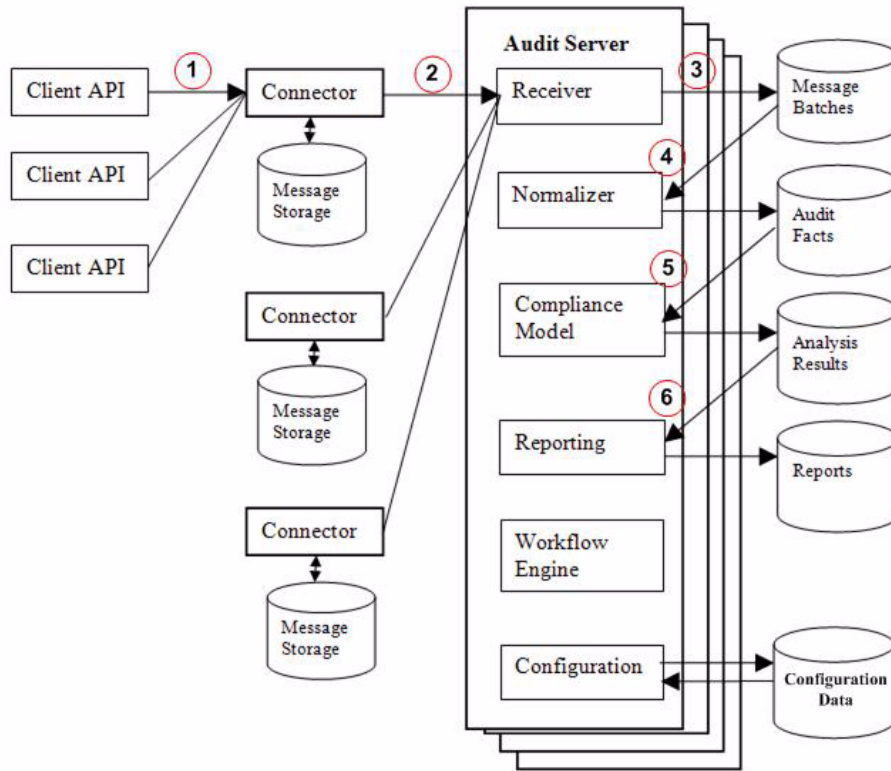 Audit Server
1
2
3
Client API
Connector
Receiver
Message
Batches
Client API
Message
Storage
4
Normalizer
Audit
Facts
Client API
5
Connector
Compliance
Model
Analysis
Results
Message
Storage
6
Reporting
Reports
Connector
Workflow
Engine
Message
Storage
Configuration
Configuration
Data